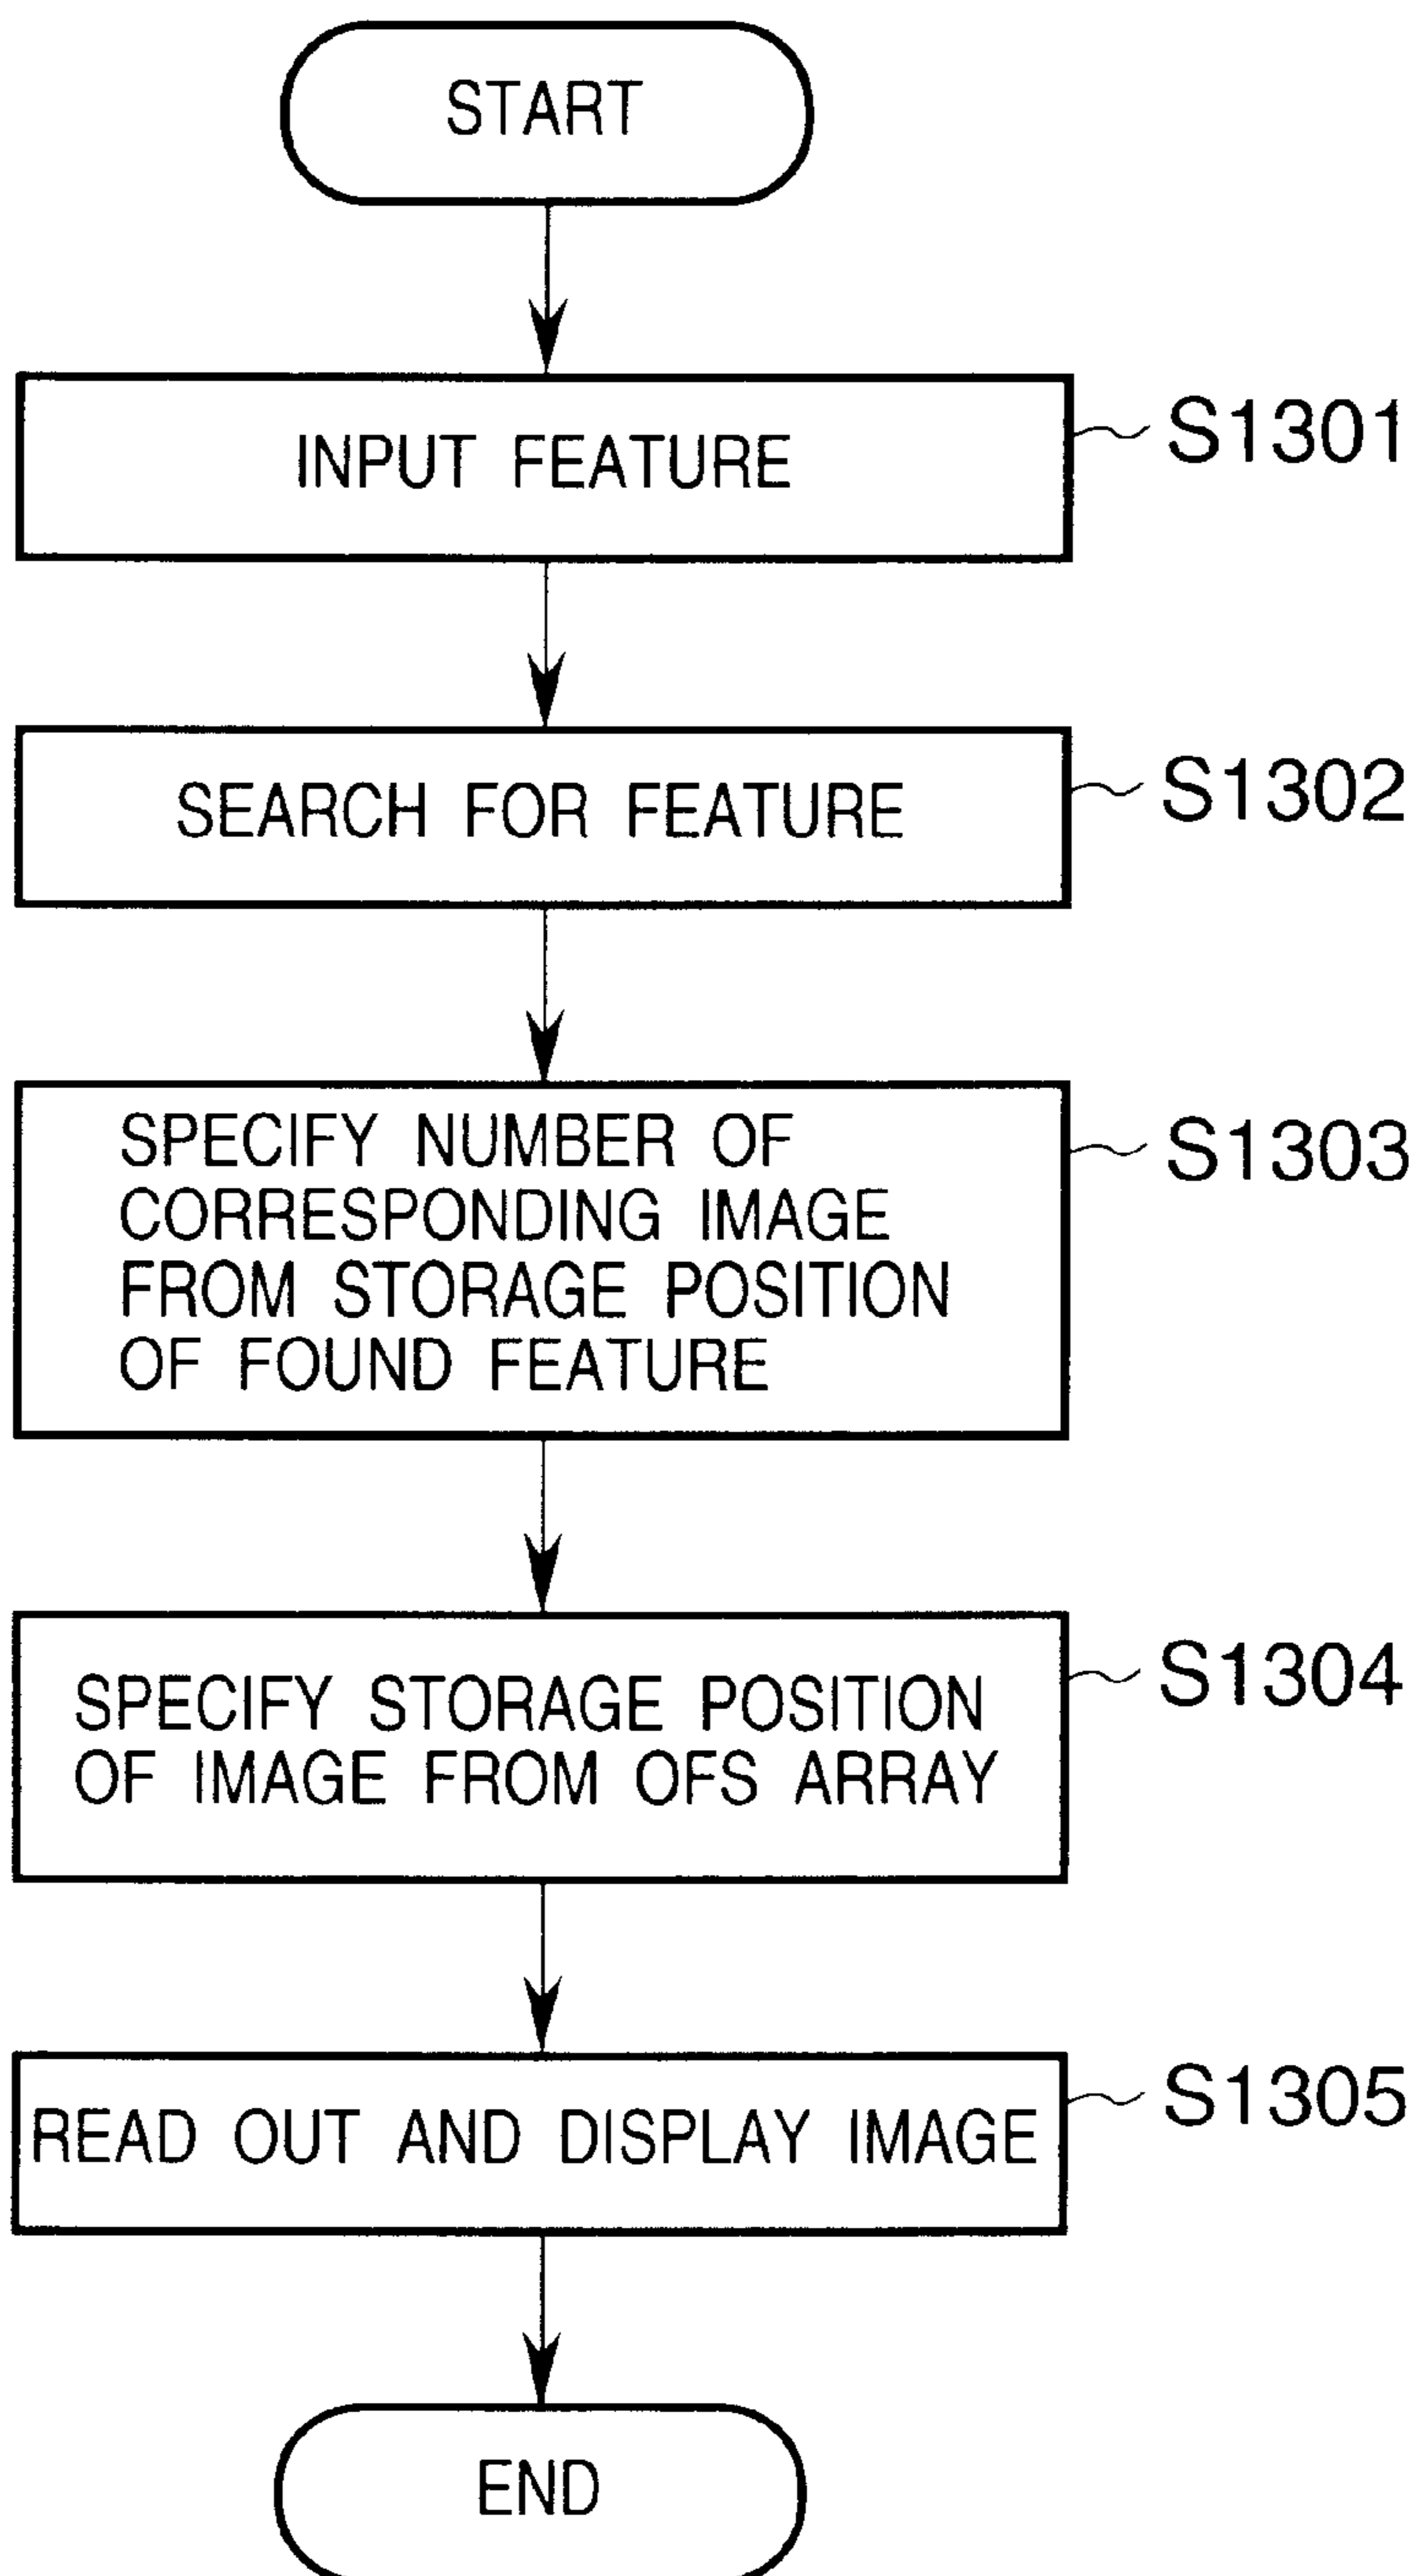 START
INPUT FEATURE
S1301
SEARCH FOR FEATURE
S1302
SPECIFY NUMBER OF
CORRESPONDING IMAGE
FROM STORAGE POSITION
OF FOUND FEATURE
S1303
SPECIFY STORAGE POSITION
OF IMAGE FROM OFS ARRAY
S1304
READ OUT AND DISPLAY IMAGE
S1305
END